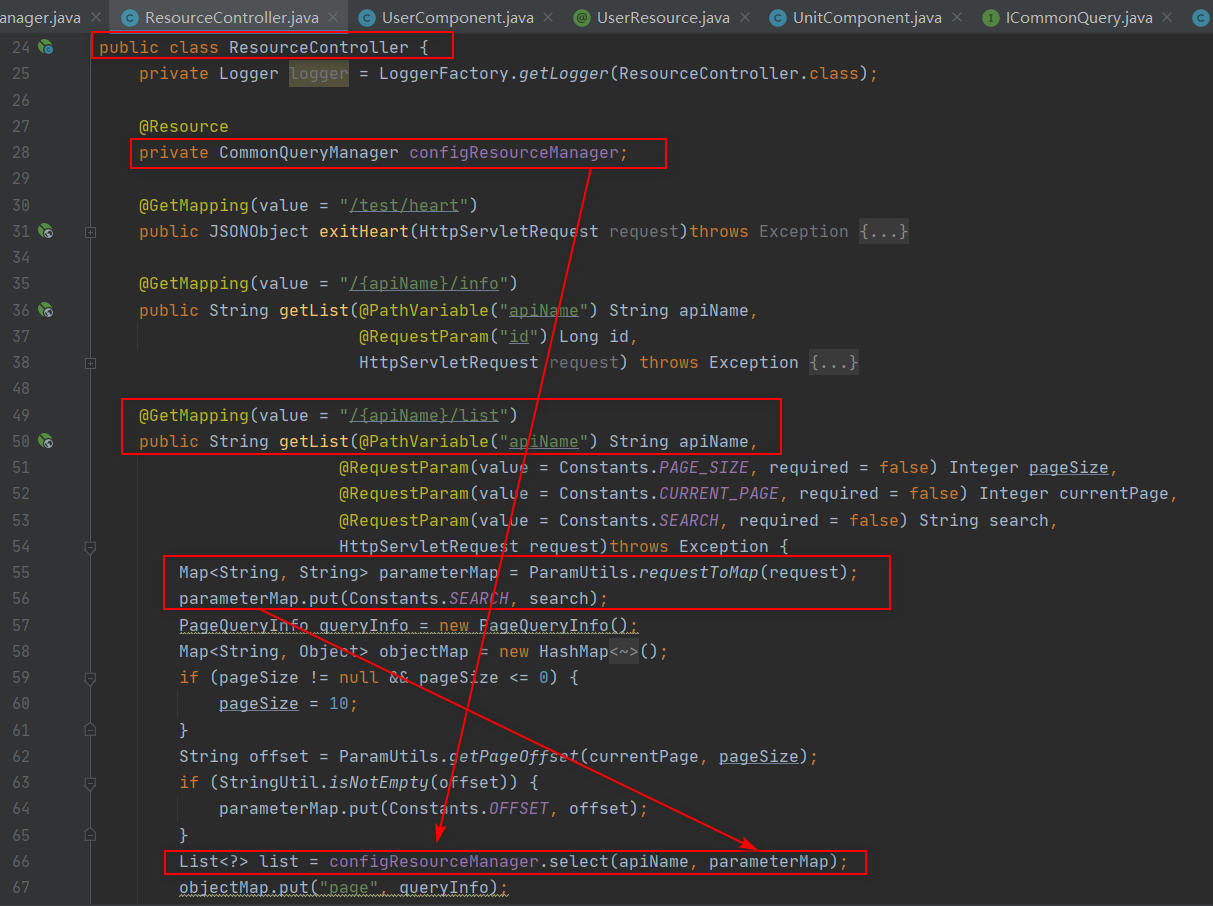 anager.java × ResourceController.java × UserComponent.java × UserResource.java × UnitComponent.java × ICommonQuery.java ×
24 public class ResourceController {
25 private Logger logger = LoggerFactory.getLogger(ResourceController.class);
26
27 @Resource
28 private CommonQueryManager configResourceManager;
29
30 @GetMapping(value = "/test/heart")
31 public JSONObject exitHeart(HttpServletRequest request)throws Exception {...}
34
35 @GetMapping(value = "/{apiName}/info")
36 public String getList(@PathVariable("apiName") String apiName,
37 @RequestParam("id") Long id,
38 HttpServletRequest request) throws Exception {...}
48
49 @GetMapping(value = "/{apiName}/list")
50 public String getList(@PathVariable("apiName") String apiName,
51 @RequestParam(value = Constants.PAGE_SIZE, required = false) Integer pageSize,
52 @RequestParam(value = Constants.CURRENT_PAGE, required = false) Integer currentPage,
53 @RequestParam(value = Constants.SEARCH, required = false) String search,
54 HttpServletRequest request)throws Exception {
55 Map<String, String> parameterMap = ParamUtils.requestToMap(request);
56 parameterMap.put(Constants.SEARCH, search);
57 PageQueryInfo queryInfo = new PageQueryInfo();
58 Map<String, Object> objectMap = new HashMap<~>();
59 if (pageSize != null && pageSize <= 0) {
60 pageSize = 10;
61 }
62 String offset = ParamUtils.getPageOffset(currentPage, pageSize);
63 if (StringUtil.isNotEmpty(offset)) {
64 parameterMap.put(Constants.OFFSET, offset);
65 }
66 List<?> list = configResourceManager.select(apiName, parameterMap);
67 objectMap.put("page", queryInfo);